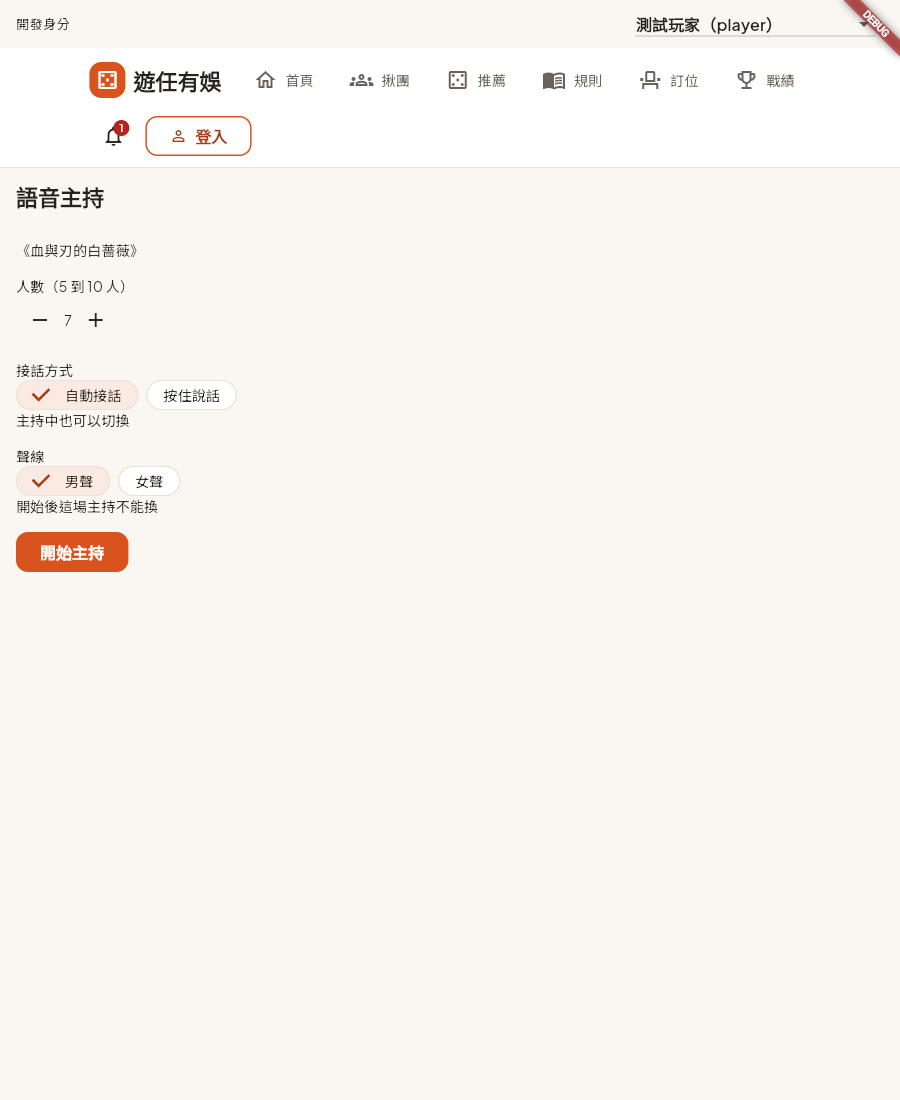 開發身分
測試玩家（player）
DEBUG
遊任有娛
首頁
揪團
推薦
規則
訂位
戰績
1
登入
語音主持
《血與刃的白薔薇》
人數（5 到 10 人）
7
接話方式
自動接話
按住說話
主持中也可以切換
聲線
男聲
女聲
開始後這場主持不能換
開始主持